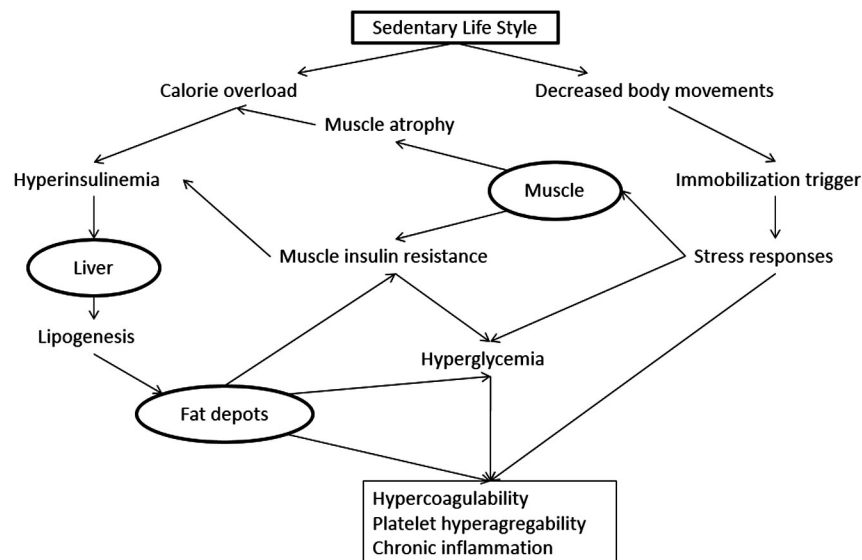 Sedentary Life Style
Calorie overload
Decreased body movements
Muscle atrophy
Hyperinsulinemia
Muscle
Immobilization trigger
Liver
Muscle insulin resistance
Stress responses
Lipogenesis
Hyperglycemia
Fat depots
Hypercoagulability
Platelet hyperagregability
Chronic inflammation